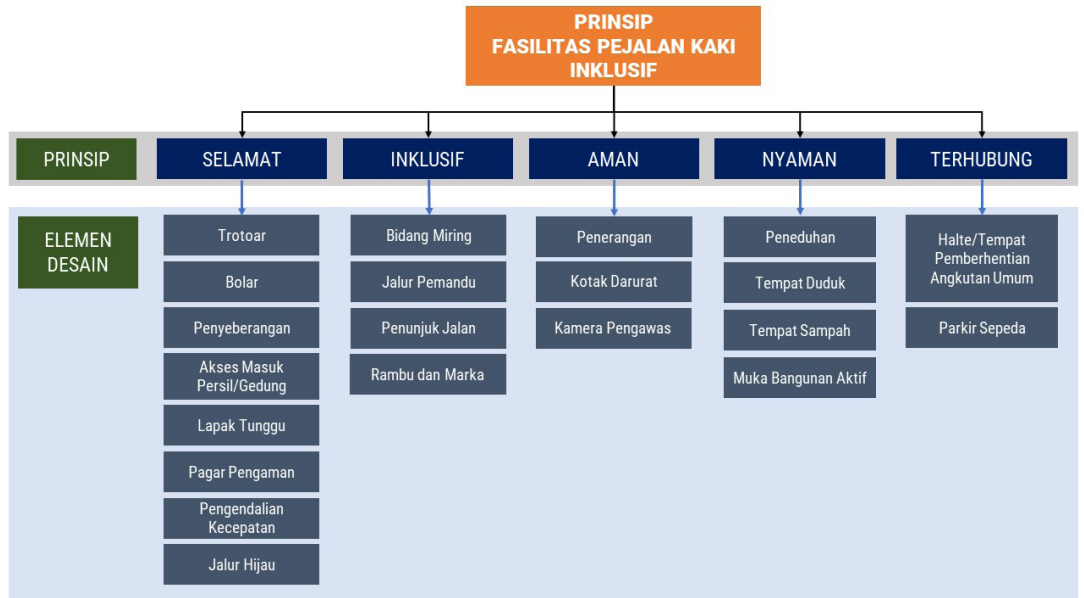 PRINSIP
FASILITAS PEJALAN KAKI
INKLUSIF
PRINSIP
SELAMAT
INKLUSIF
AMAN
NYAMAN
TERHUBUNG
ELEMEN
DESAIN
Trotoar
Bolar
Penyeberangan
Akses Masuk
Persil/Gedung
Lapak Tunggu
Pagar Pengaman
Pengendalian
Kecepatan
Jalur Hijau
Bidang Miring
Jalur Pemandu
Penunjuk Jalan
Rambu dan Marka
Penerangan
Kotak Darurat
Kamera Pengawas
Peneduhan
Tempat Duduk
Tempat Sampah
Muka Bangunan Aktif
Halte/Tempat
Pemberhentian
Angkutan Umum
Parkir Sepeda